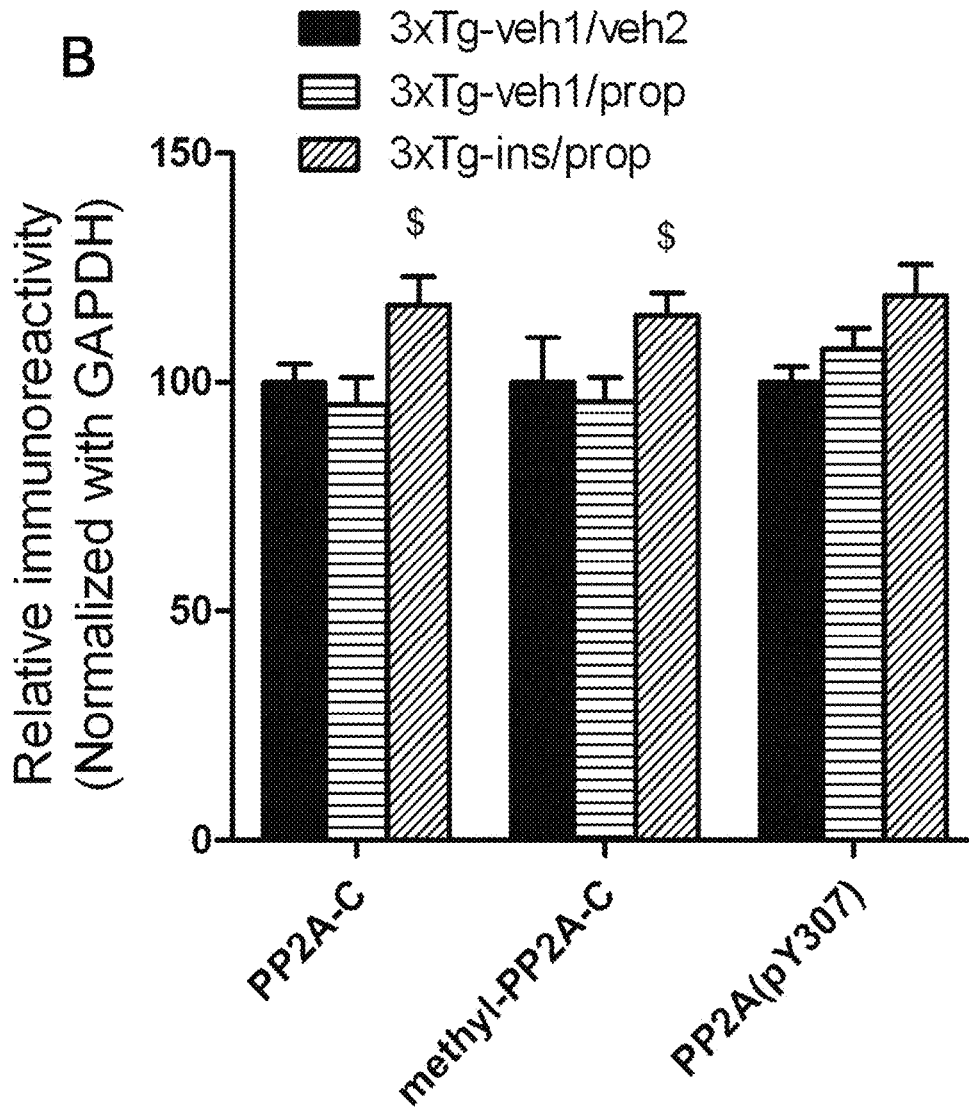 B
3xTg-veh1/veh2
3xTg-veh1/prop
3xTg-ins/prop
Relative immunoreactivity
(Normalized with GAPDH)
150
100
50
0
$
$
PP2A-C
methyl-PP2A-C
PP2A(pY307)